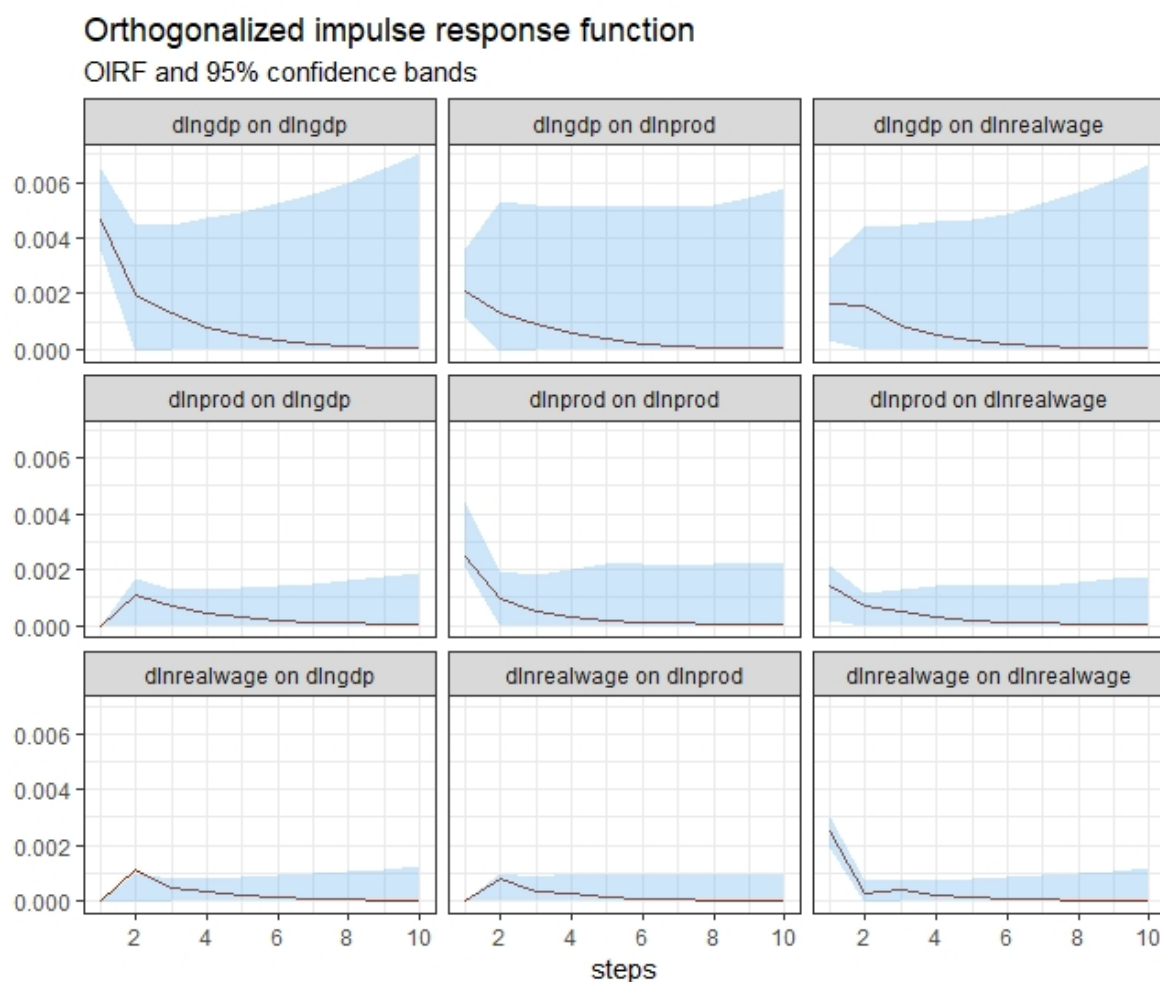 Orthogonalized impulse response function
OIRF and 95% confidence bands
dlngdp on dlngdp
dlngdp on dlnprod
dlngdp on dlnrealwage
0.006
0.004
0.002
0.000
dlnprod on dlngdp
dlnprod on dlnprod
dlnprod on dlnrealwage
0.006
0.004
0.002
0.000
dlnrealwage on dlngdp
dlnrealwage on dlnprod
dlnrealwage on dlnrealwage
0.006
0.004
0.002
0.000
2 4 6 8 10
2 4 6 8 10
2 4 6 8 10
steps